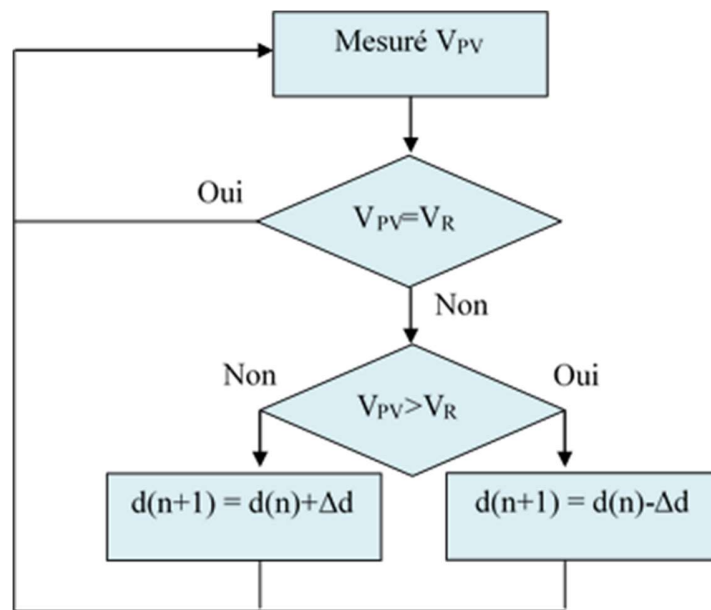 Mesuré VPV
Oui
VPV=VR
Non
Non
Oui
VPV>VR
d(n+1) = d(n)+Δd
d(n+1) = d(n)-Δd